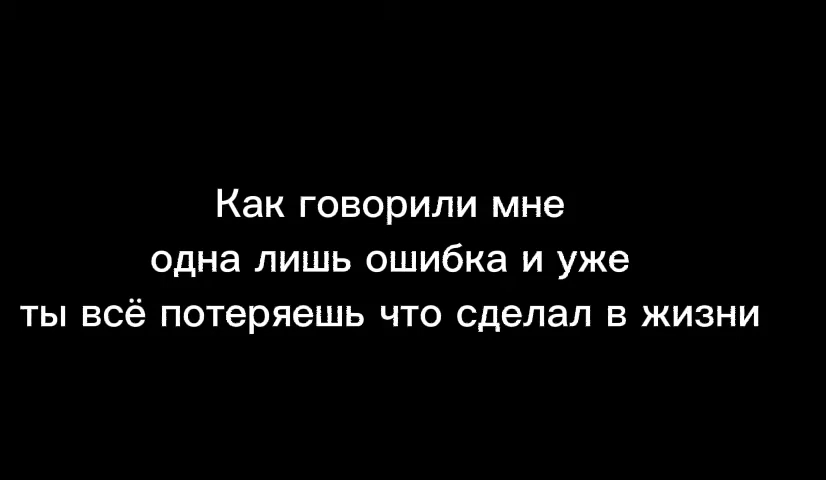 Как говорили мне
одна лишь ошибка и уже
ты всё потеряешь что сделал в жизни